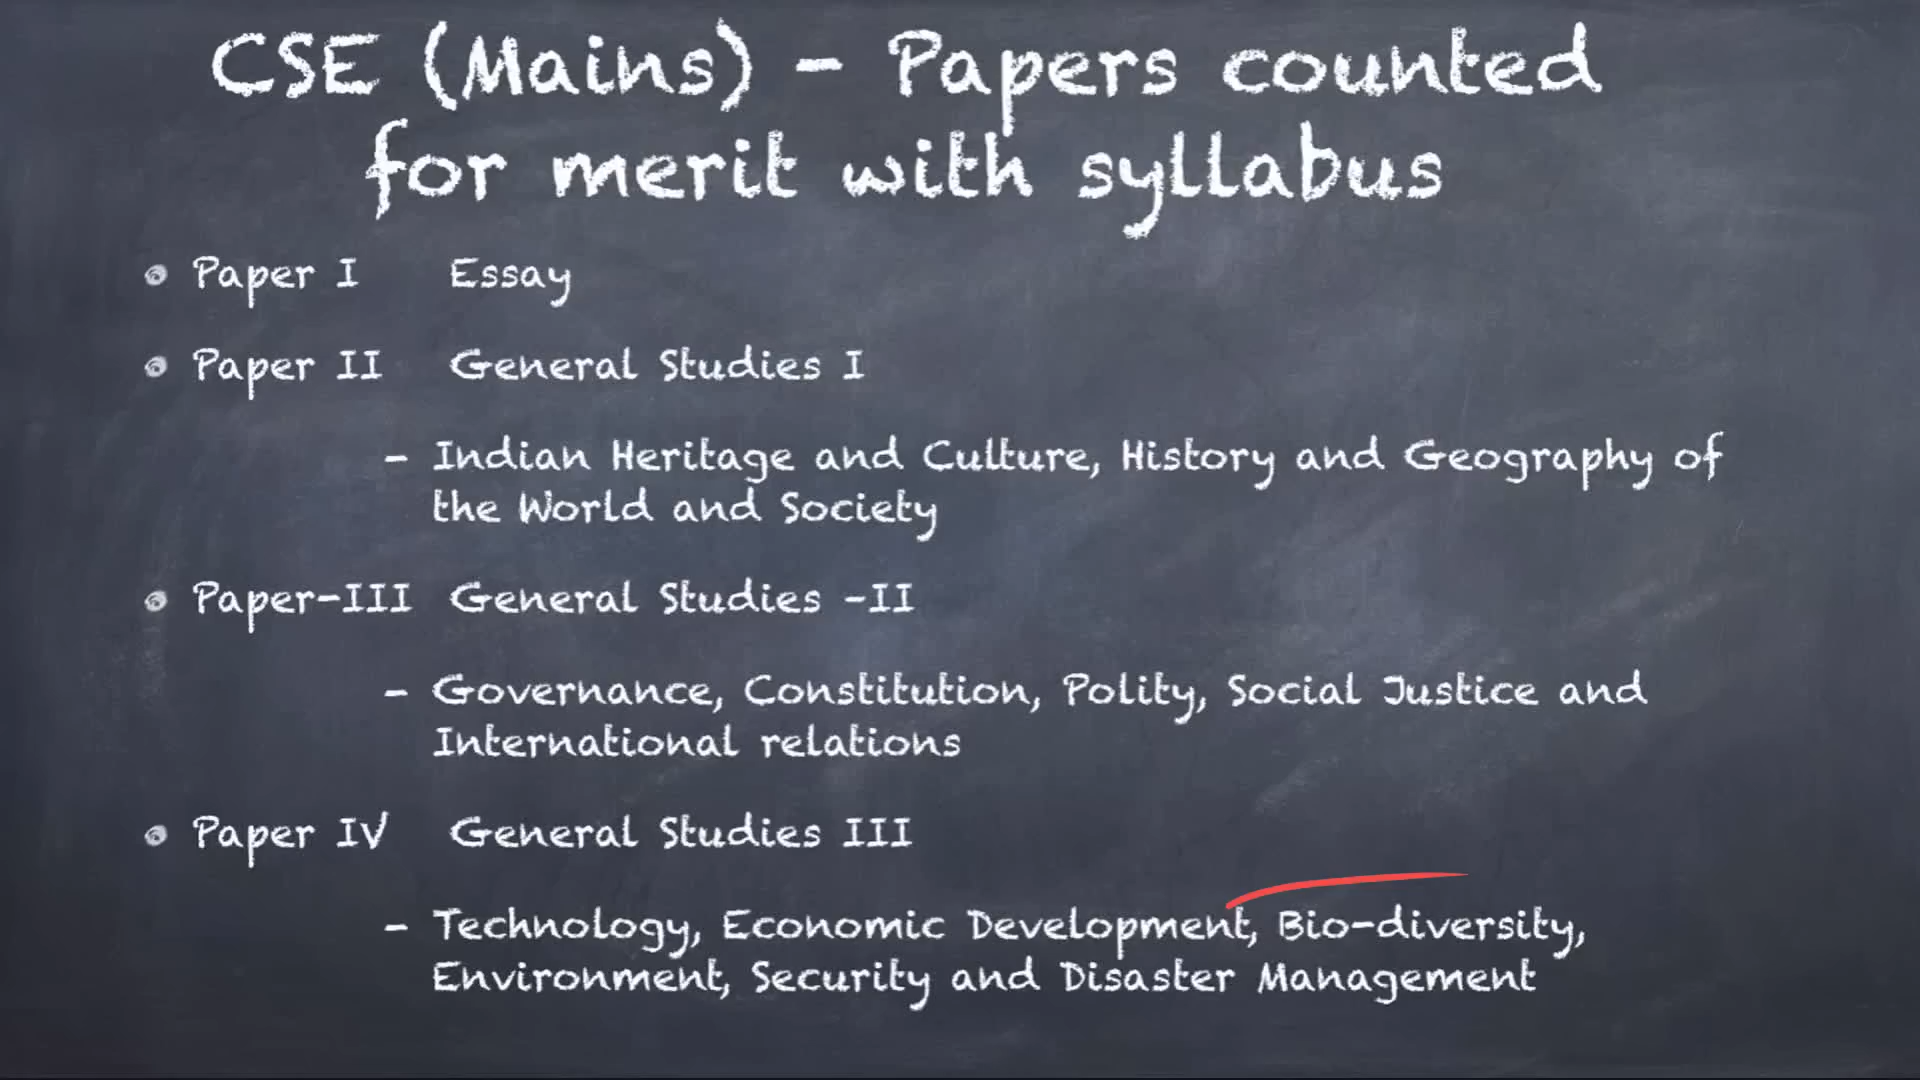 CSE (Mains) - Papers counted
for merit with syllabus
Paper I Essay
Paper II General Studies I
- Indian Heritage and Culture, History and Geography of
the World and Society
Paper-III General Studies -II
- Governance, Constitution, Polity, Social Justice and
International relations
Paper IV General Studies III
- Technology, Economic Development, Bio-diversity,
Environment, Security and Disaster Management